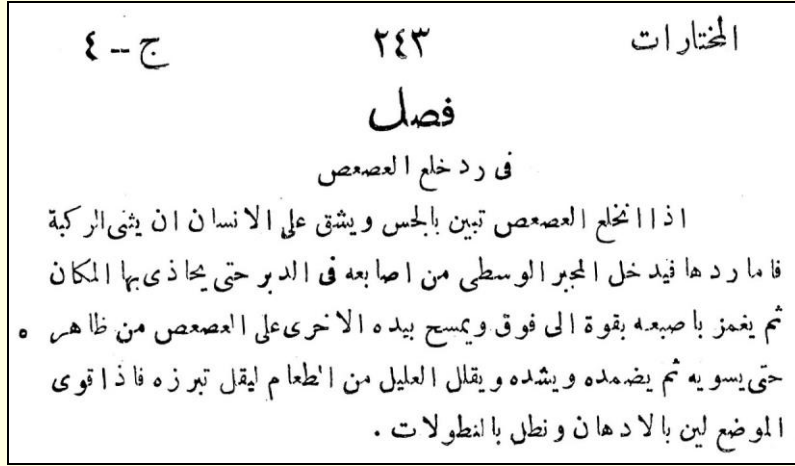 المختارات ٢٤٣ ج--٤
فصل
فى رد خلع العصعص
اذا انخلع العصعص تبين بالجس ويشق على الانسان ان يثنى الركبة
فاما ردها فيدخل المجبر الوسطى من اصابعه فى الدبر حتى يحاذى بها المكان
ثم يغمز باصبعه بقوة الى فوق ويمسح بيده الاخرى على العصعص من ظاهره
حتى يسويه ثم يضمده ويشده ويقلل العليل من الطعام ليقل تبرزه فاذا قوى
الموضع لين بالادهان ونطل بالنطولات .